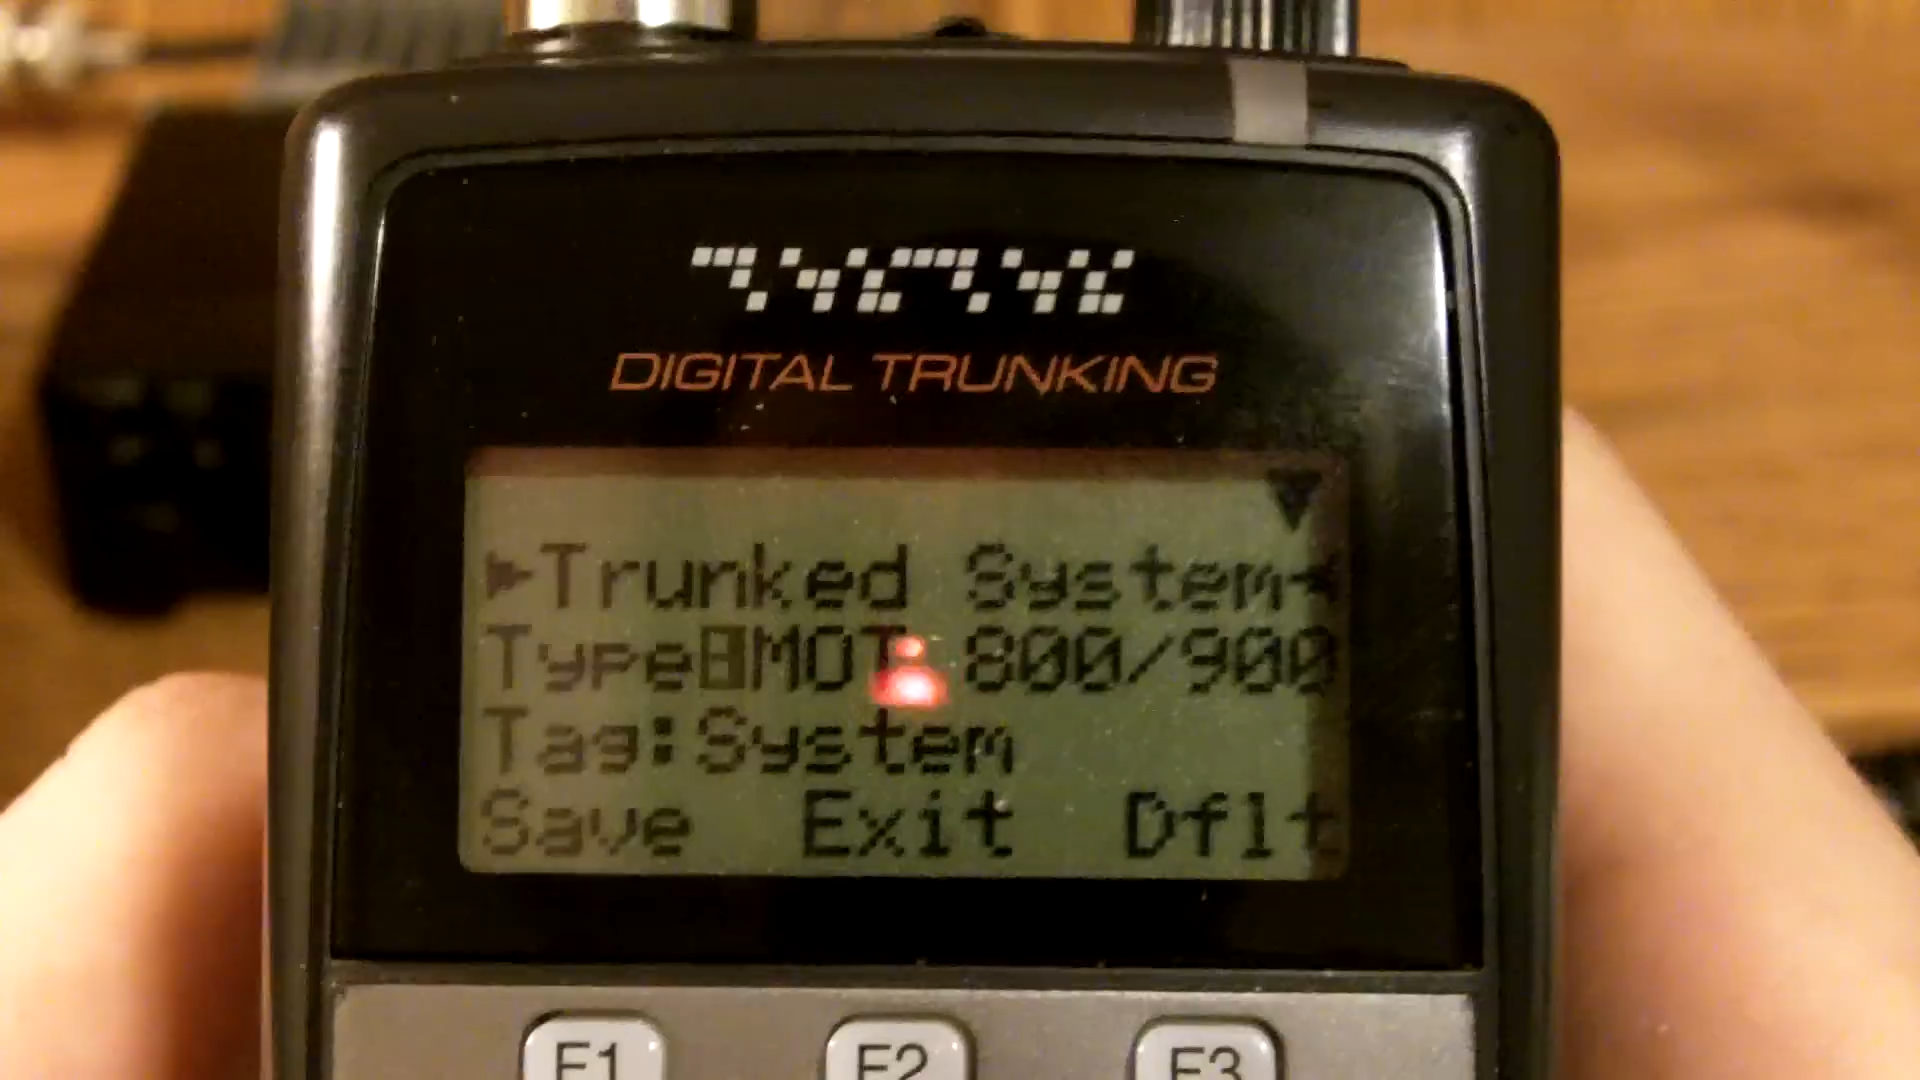 DIGITAL TRUNKING
Trunked System
Type:MOT 800/900
Tag:System
Save Exit Dflt
F1 F2 F3